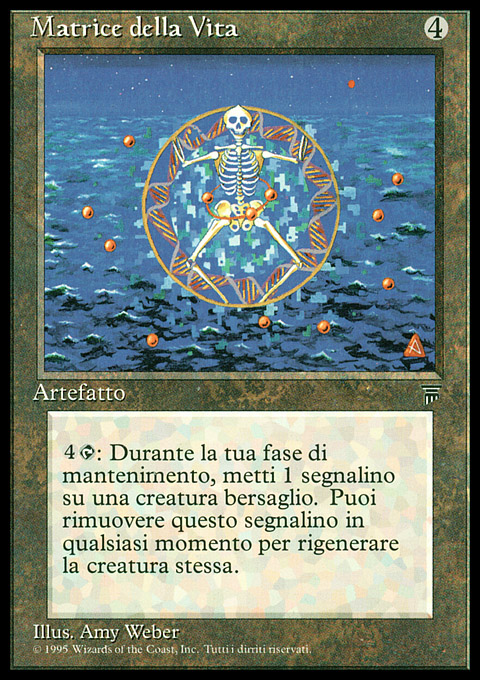 Matrice della Vita 4
Artefatto
4: Durante la tua fase di
mantenimento, metti 1 segnalino
su una creatura bersaglio. Puoi
rimuovere questo segnalino in
qualsiasi momento per rigenerare
la creatura stessa.
Illus. Amy Weber
© 1995 Wizards of the Coast, Inc. Tutti i dirriti riservati.